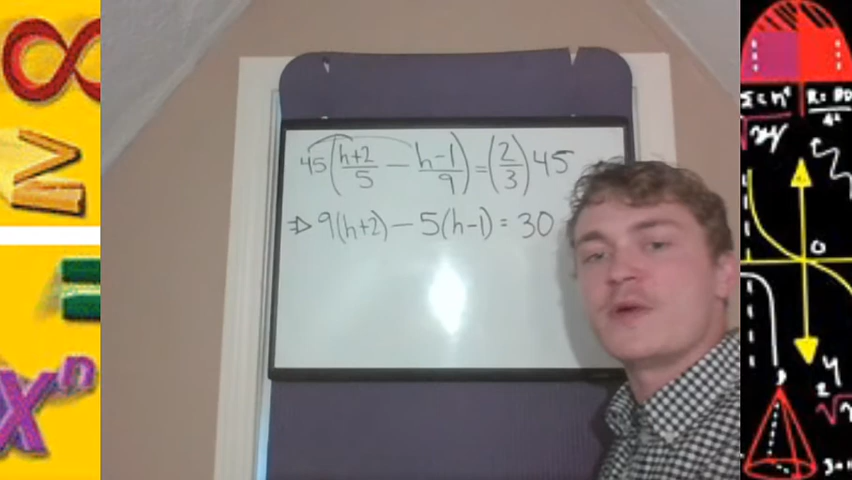 45(h+2/5 - h-1/9) = (2/3)45
⇒ 9(h+2) - 5(h-1) = 30